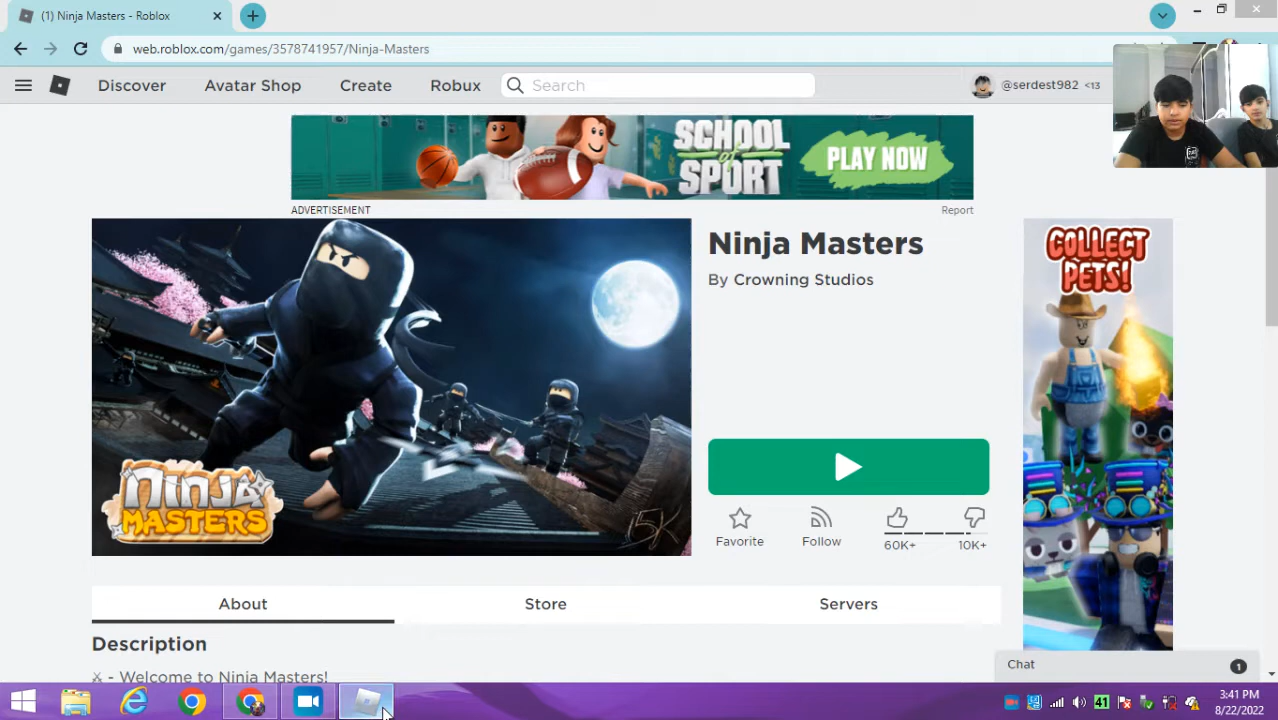 (1) Ninja Masters - Roblox
web.roblox.com/games/3578741957/Ninja-Masters
Discover
Avatar Shop
Create
Robux
Search
@serdest982 <13
SCHOOL
of
SPORT
PLAY NOW
ADVERTISEMENT
Report
NINJA
MASTERS
15K
Ninja Masters
By Crowning Studios
Favorite
Follow
60K+
10K+
COLLECT
PETS!
About
Store
Servers
Description
⚔ - Welcome to Ninja Masters!
Chat
1
41
3:41 PM
8/22/2022